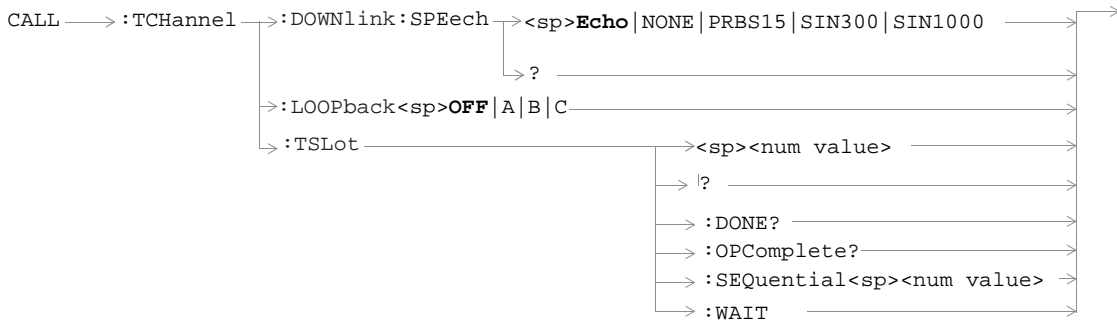 CALL :TCHannel :DOWNlink:SPEech <sp>Echo|NONE|PRBS15|SIN300|SIN1000
?
:LOOPback<sp>OFF|A|B|C
:TSLot <sp><num value>
?
:DONE?
:OPComplete?
:SEQuential<sp><num value>
:WAIT